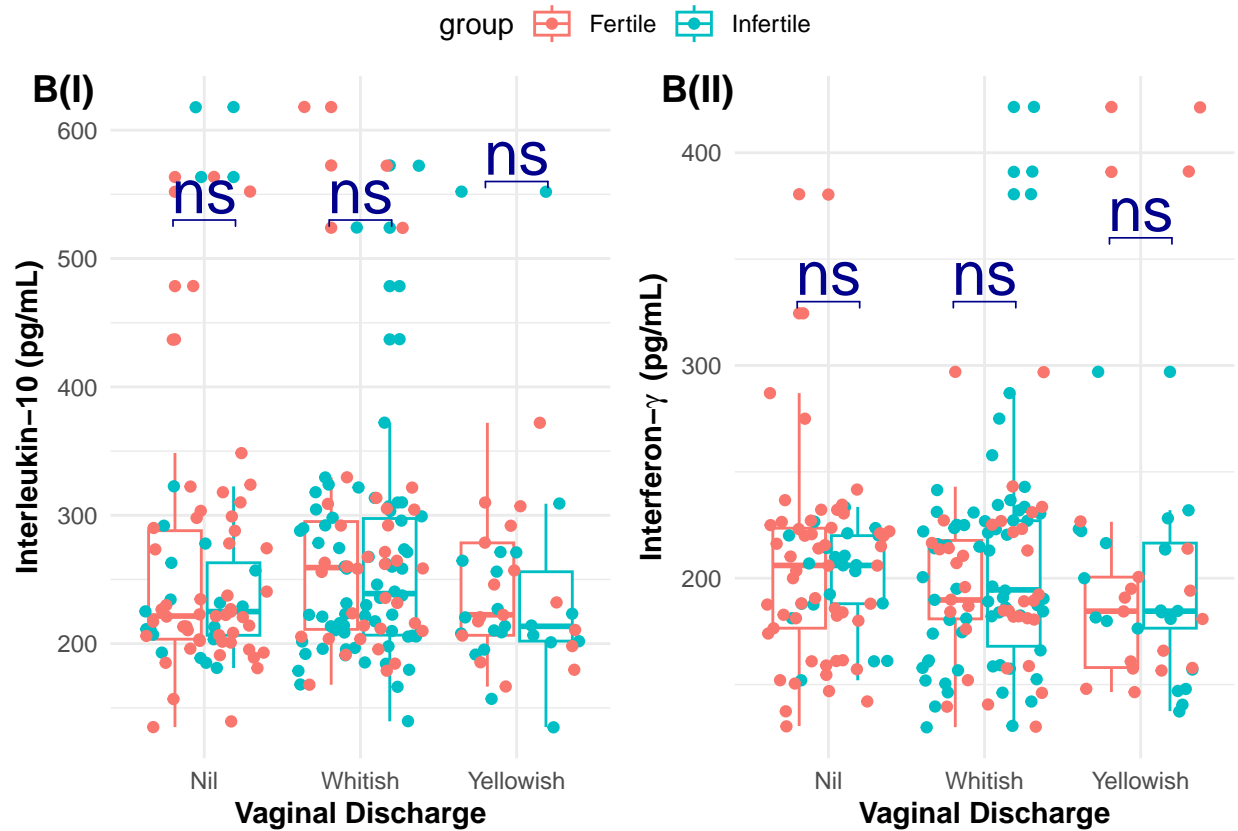 group Fertile Infertile
B(I)
600
500
400
300
200
ns
ns
ns
Interleukin−10 (pg/mL)
Nil Whitish Yellowish
Vaginal Discharge
B(II)
400
300
200
ns
ns
ns
Interferon−γ (pg/mL)
Nil Whitish Yellowish
Vaginal Discharge